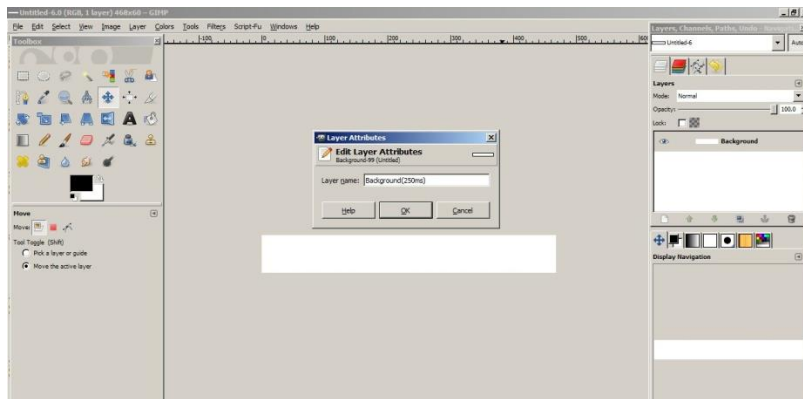 Untitled-6.0 (RGB, 1 layer) 468x60 – GIMP
File Edit Select View Image Layer Colors Tools Filters Script-Fu Windows Help
Toolbox
Move
Move:
Tool Toggle (Shift)
Pick a layer or guide
Move the active layer
Layer Attributes
Edit Layer Attributes
Background-99 (Untitled)
Layer name: Background(250ms)
Help OK Cancel
Layers, Channels, Paths, Undo -
Untitled-6
Auto
Layers
Mode: Normal
Opacity: 100.0
Lock:
Background
Display Navigation